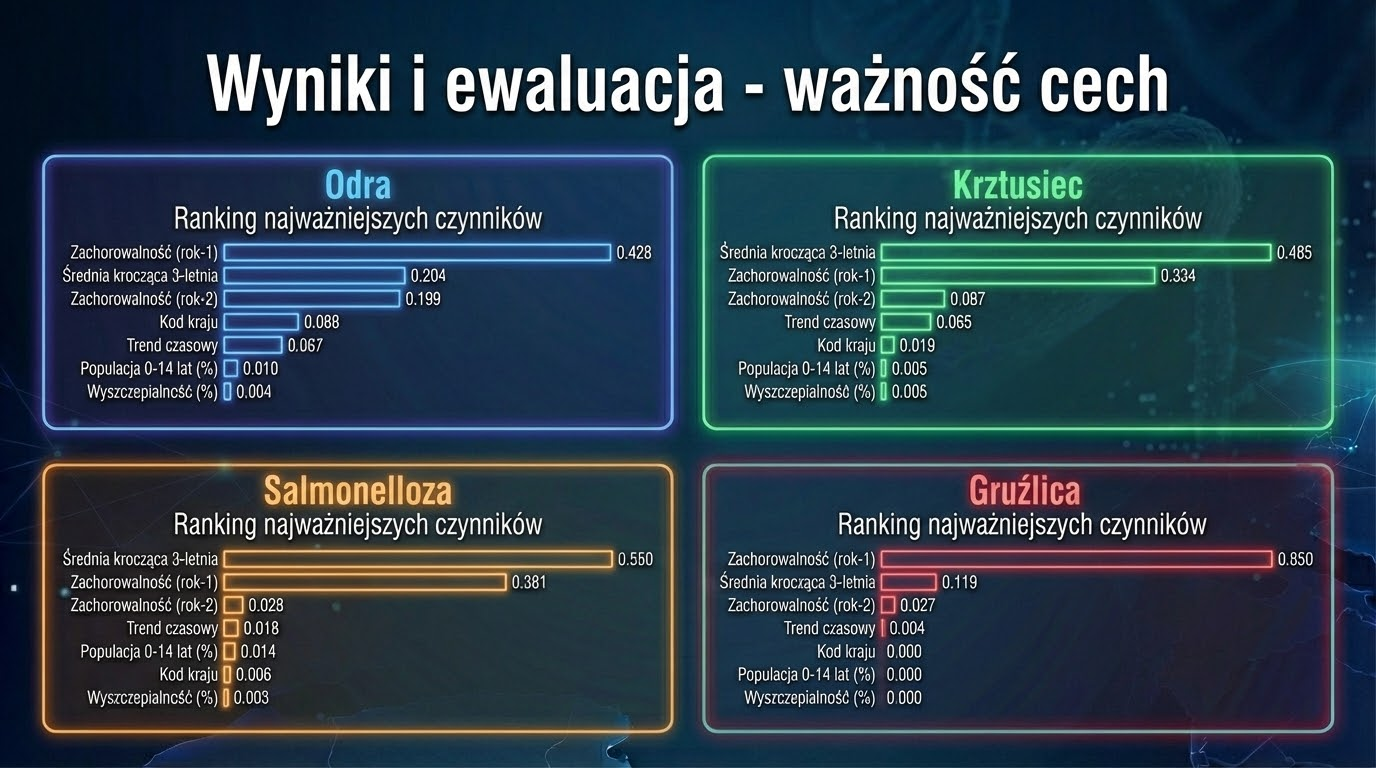 Wyniki i ewaluacja - ważność cech
Odra
Ranking najważniejszych czynników
Zachorowalność (rok-1) 0.428
Średnia krocząca 3-letnia 0.204
Zachorowalność (rok-2) 0.199
Kod kraju 0.088
Trend czasowy 0.067
Populacja 0-14 lat (%) 0.010
Wyszczepialność (%) 0.004
Krztusiec
Ranking najważniejszych czynników
Średnia krocząca 3-letnia 0.485
Zachorowalność (rok-1) 0.334
Zachorowalność (rok-2) 0.087
Trend czasowy 0.065
Kod kraju 0.019
Populacja 0-14 lat (%) 0.005
Wyszczepialność (%) 0.005
Salmonelloza
Ranking najważniejszych czynników
Średnia krocząca 3-letnia 0.550
Zachorowalność (rok-1) 0.381
Zachorowalność (rok-2) 0.028
Trend czasowy 0.018
Populacja 0-14 lat (%) 0.014
Kod kraju 0.006
Wyszczepialność (%) 0.003
Gruźlica
Ranking najważniejszych czynników
Zachorowalność (rok-1) 0.850
Średnia krocząca 3-letnia 0.119
Zachorowalność (rok-2) 0.027
Trend czasowy 0.004
Kod kraju 0.000
Populacja 0-14 lat (%) 0.000
Wyszczepialność (%) 0.000